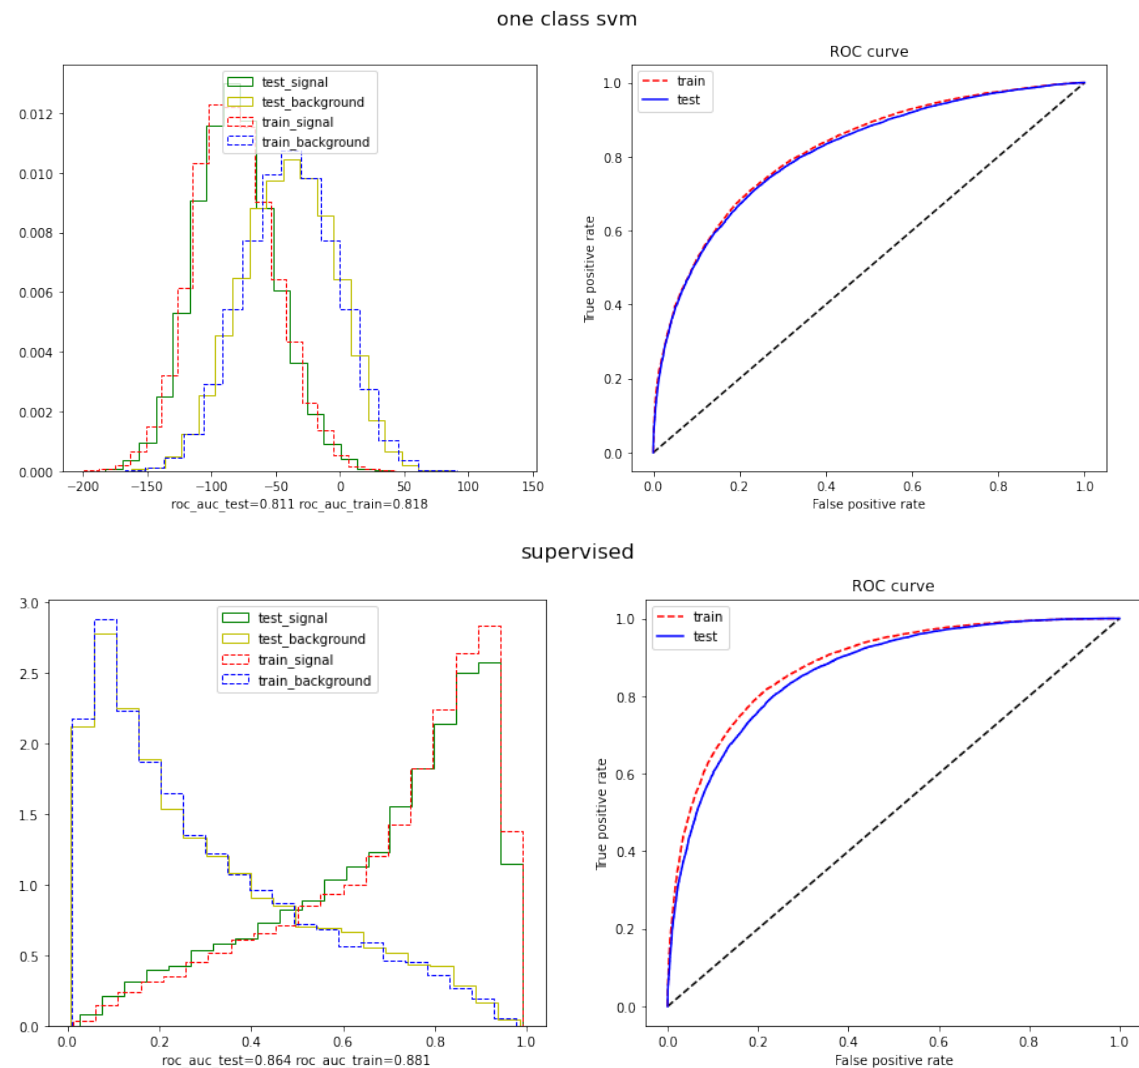 one class svm
test_signal
test_background
train_signal
train_background
0.012
0.010
0.008
0.006
0.004
0.002
0.000
−200
−150
−100
−50
0
50
100
150
roc_auc_test=0.811 roc_auc_train=0.818
ROC curve
train
test
True positive rate
1.0
0.8
0.6
0.4
0.2
0.0
0.0
0.2
0.4
0.6
0.8
1.0
False positive rate
supervised
test_signal
test_background
train_signal
train_background
3.0
2.5
2.0
1.5
1.0
0.5
0.0
0.0
0.2
0.4
0.6
0.8
1.0
roc_auc_test=0.864 roc_auc_train=0.881
ROC curve
train
test
True positive rate
1.0
0.8
0.6
0.4
0.2
0.0
0.0
0.2
0.4
0.6
0.8
1.0
False positive rate